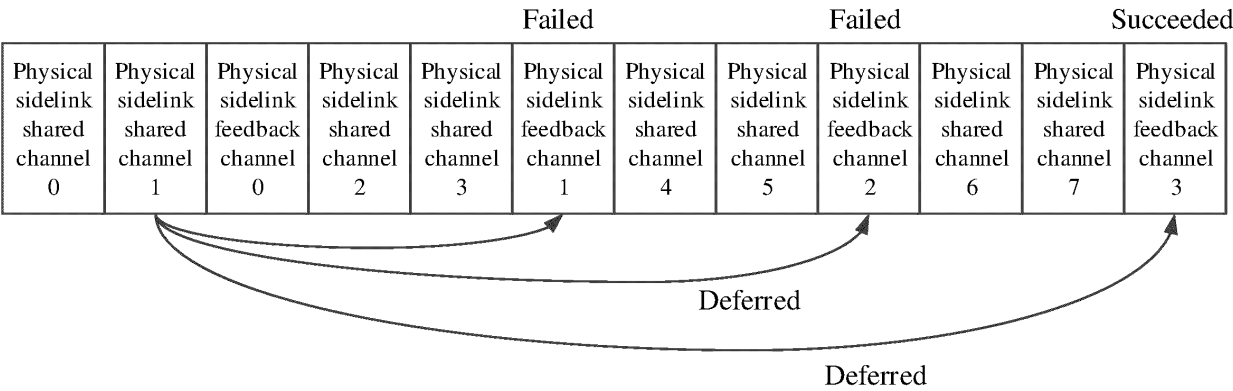 Failed
Failed
Succeeded
Physical
sidelink
shared
channel
0
Physical
sidelink
shared
channel
1
Physical
sidelink
feedback
channel
0
Physical
sidelink
shared
channel
2
Physical
sidelink
shared
channel
3
Physical
sidelink
feedback
channel
1
Physical
sidelink
shared
channel
4
Physical
sidelink
shared
channel
5
Physical
sidelink
feedback
channel
2
Physical
sidelink
shared
channel
6
Physical
sidelink
shared
channel
7
Physical
sidelink
feedback
channel
3
Deferred
Deferred